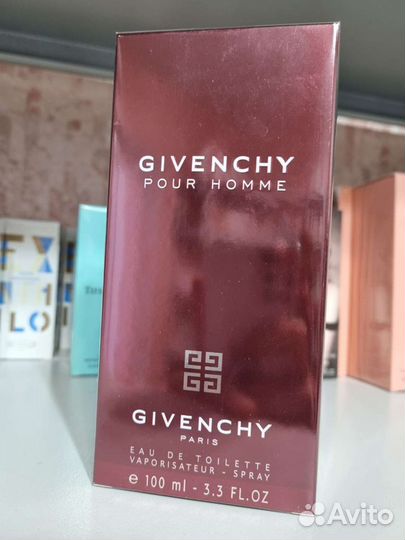 GIVENCHY
POUR HOMME
GIVENCHY
PARIS
EAU DE TOILETTE
VAPORISATEUR - SPRAY
e 100 ml - 3.3 FL.OZ
Avito